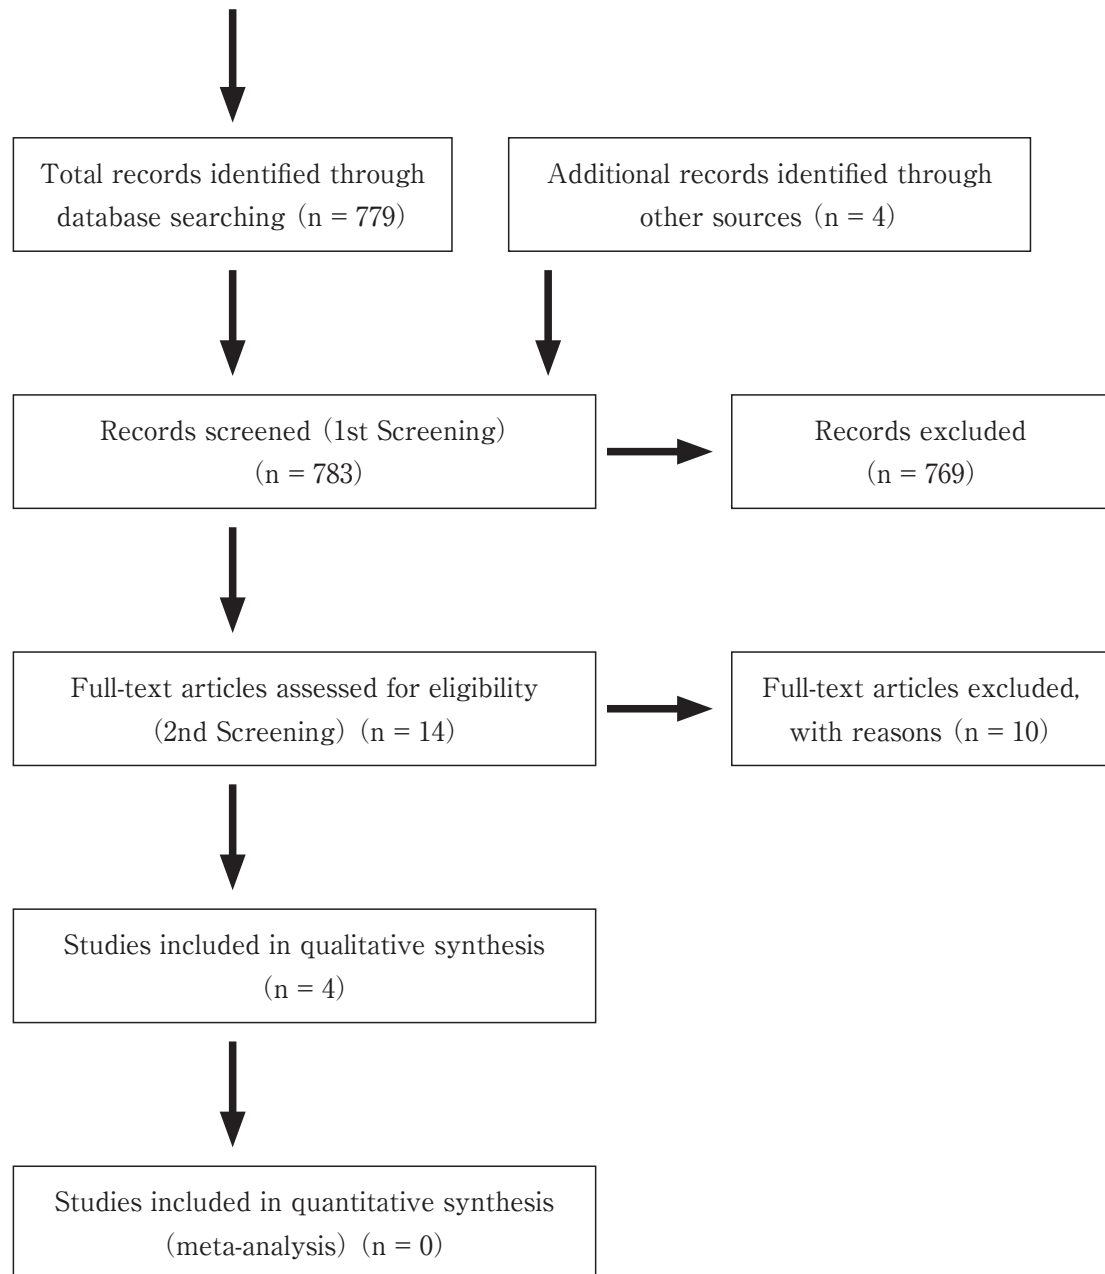 Total records identified through
database searching (n = 779)
Additional records identified through
other sources (n = 4)
Records screened (1st Screening)
(n = 783)
Records excluded
(n = 769)
Full-text articles assessed for eligibility
(2nd Screening) (n = 14)
Full-text articles excluded,
with reasons (n = 10)
Studies included in qualitative synthesis
(n = 4)
Studies included in quantitative synthesis
(meta-analysis) (n = 0)